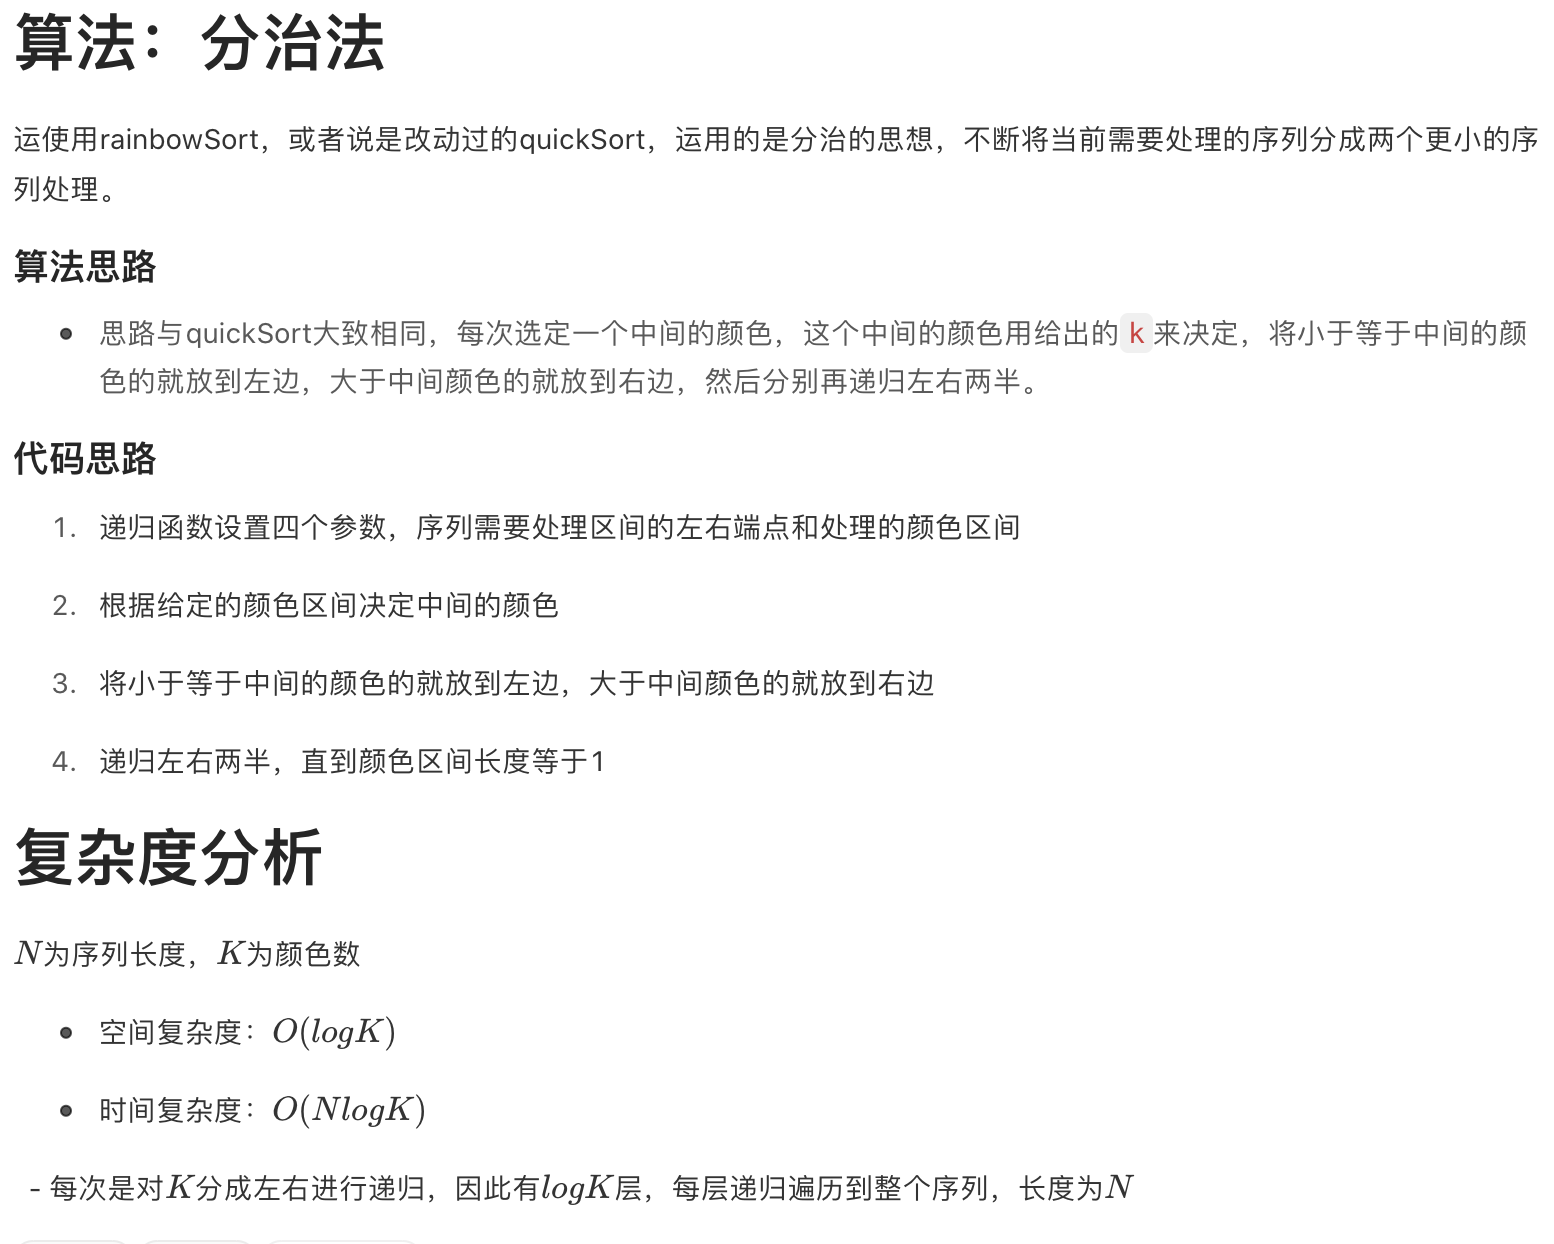 算法：分治法
运使用rainbowSort，或者说是改动过的quickSort，运用的是分治的思想，不断将当前需要处理的序列分成两个更小的序
列处理。
算法思路
思路与quickSort大致相同，每次选定一个中间的颜色，这个中间的颜色用给出的k来决定，将小于等于中间的颜
色的就放到左边，大于中间颜色的就放到右边，然后分别再递归左右两半。
代码思路
1. 递归函数设置四个参数，序列需要处理区间的左右端点和处理的颜色区间
2. 根据给定的颜色区间决定中间的颜色
3. 将小于等于中间的颜色的就放到左边，大于中间颜色的就放到右边
4. 递归左右两半，直到颜色区间长度等于1
复杂度分析
N为序列长度，K为颜色数
空间复杂度：O(logK)
时间复杂度：O(NlogK)
- 每次是对K分成左右进行递归，因此有logK层，每层递归遍历到整个序列，长度为N